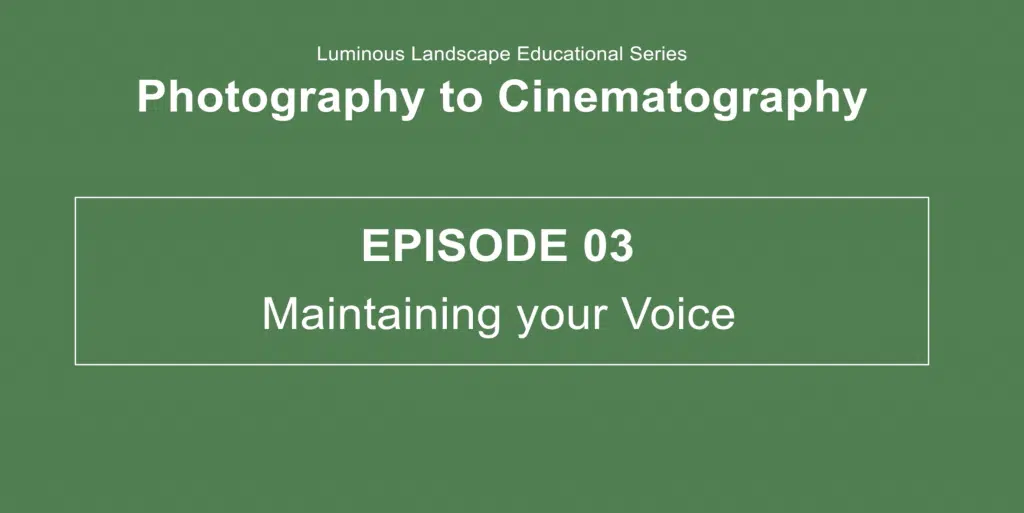 Luminous Landscape Educational Series
Photography to Cinematography
EPISODE 03
Maintaining your Voice